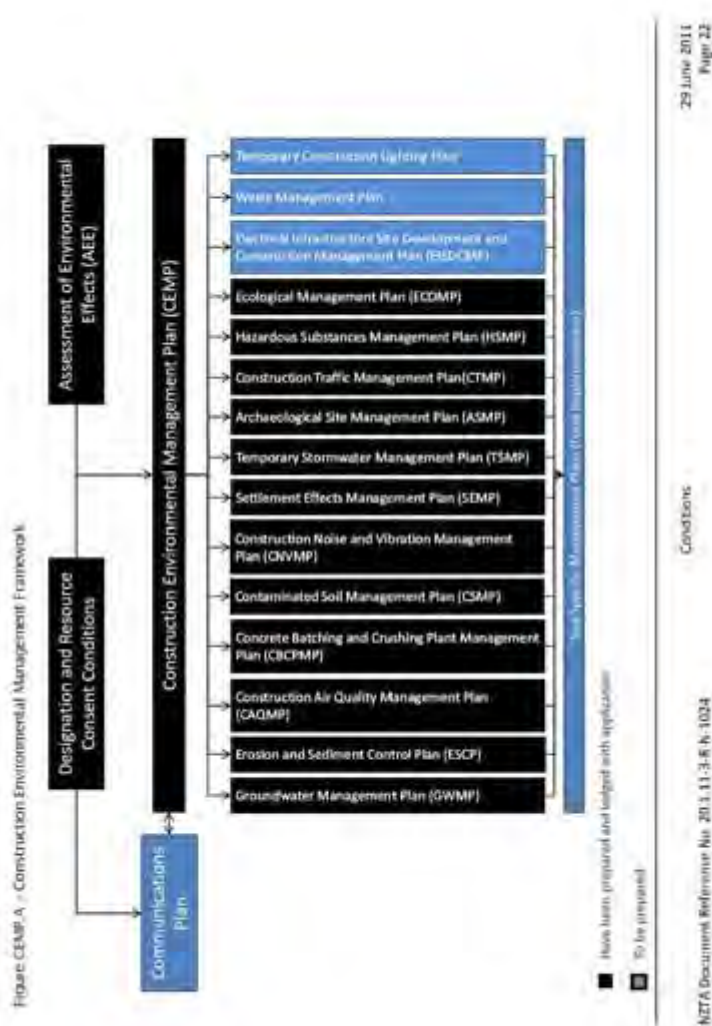 Figure CEMP.A - Construction Environmental Management Framework
Designation and Resource
Consent Conditions
Assessment of Environmental
Effects (AEE)
Communications
Plan
Construction Environmental Management Plan (CEMP)
Groundwater Management Plan (GWMP)
Erosion and Sediment Control Plan (ESCP)
Construction Air Quality Management Plan
(CAQMP)
Concrete Batching and Crushing Plant Management
Plan (CBCPMP)
Contaminated Soil Management Plan (CSMP)
Construction Noise and Vibration Management
Plan (CNVMP)
Settlement Effects Management Plan (SEMP)
Temporary Stormwater Management Plan (TSMP)
Archaeological Site Management Plan (ASMP)
Construction Traffic Management Plan(CTMP)
Hazardous Substances Management Plan (HSMP)
Ecological Management Plan (ECOMP)
Electrical Infrastructure Site Development and
Construction Management Plan (EISDCMP)
Waste Management Plan
Temporary Construction Lighting Plan
Site Specific Management Plans
Have been prepared and lodged with application
To be prepared
NZTA Document Reference No. 20.1.11-3-R-N-1024
Conditions
29 June 2011
Page 22